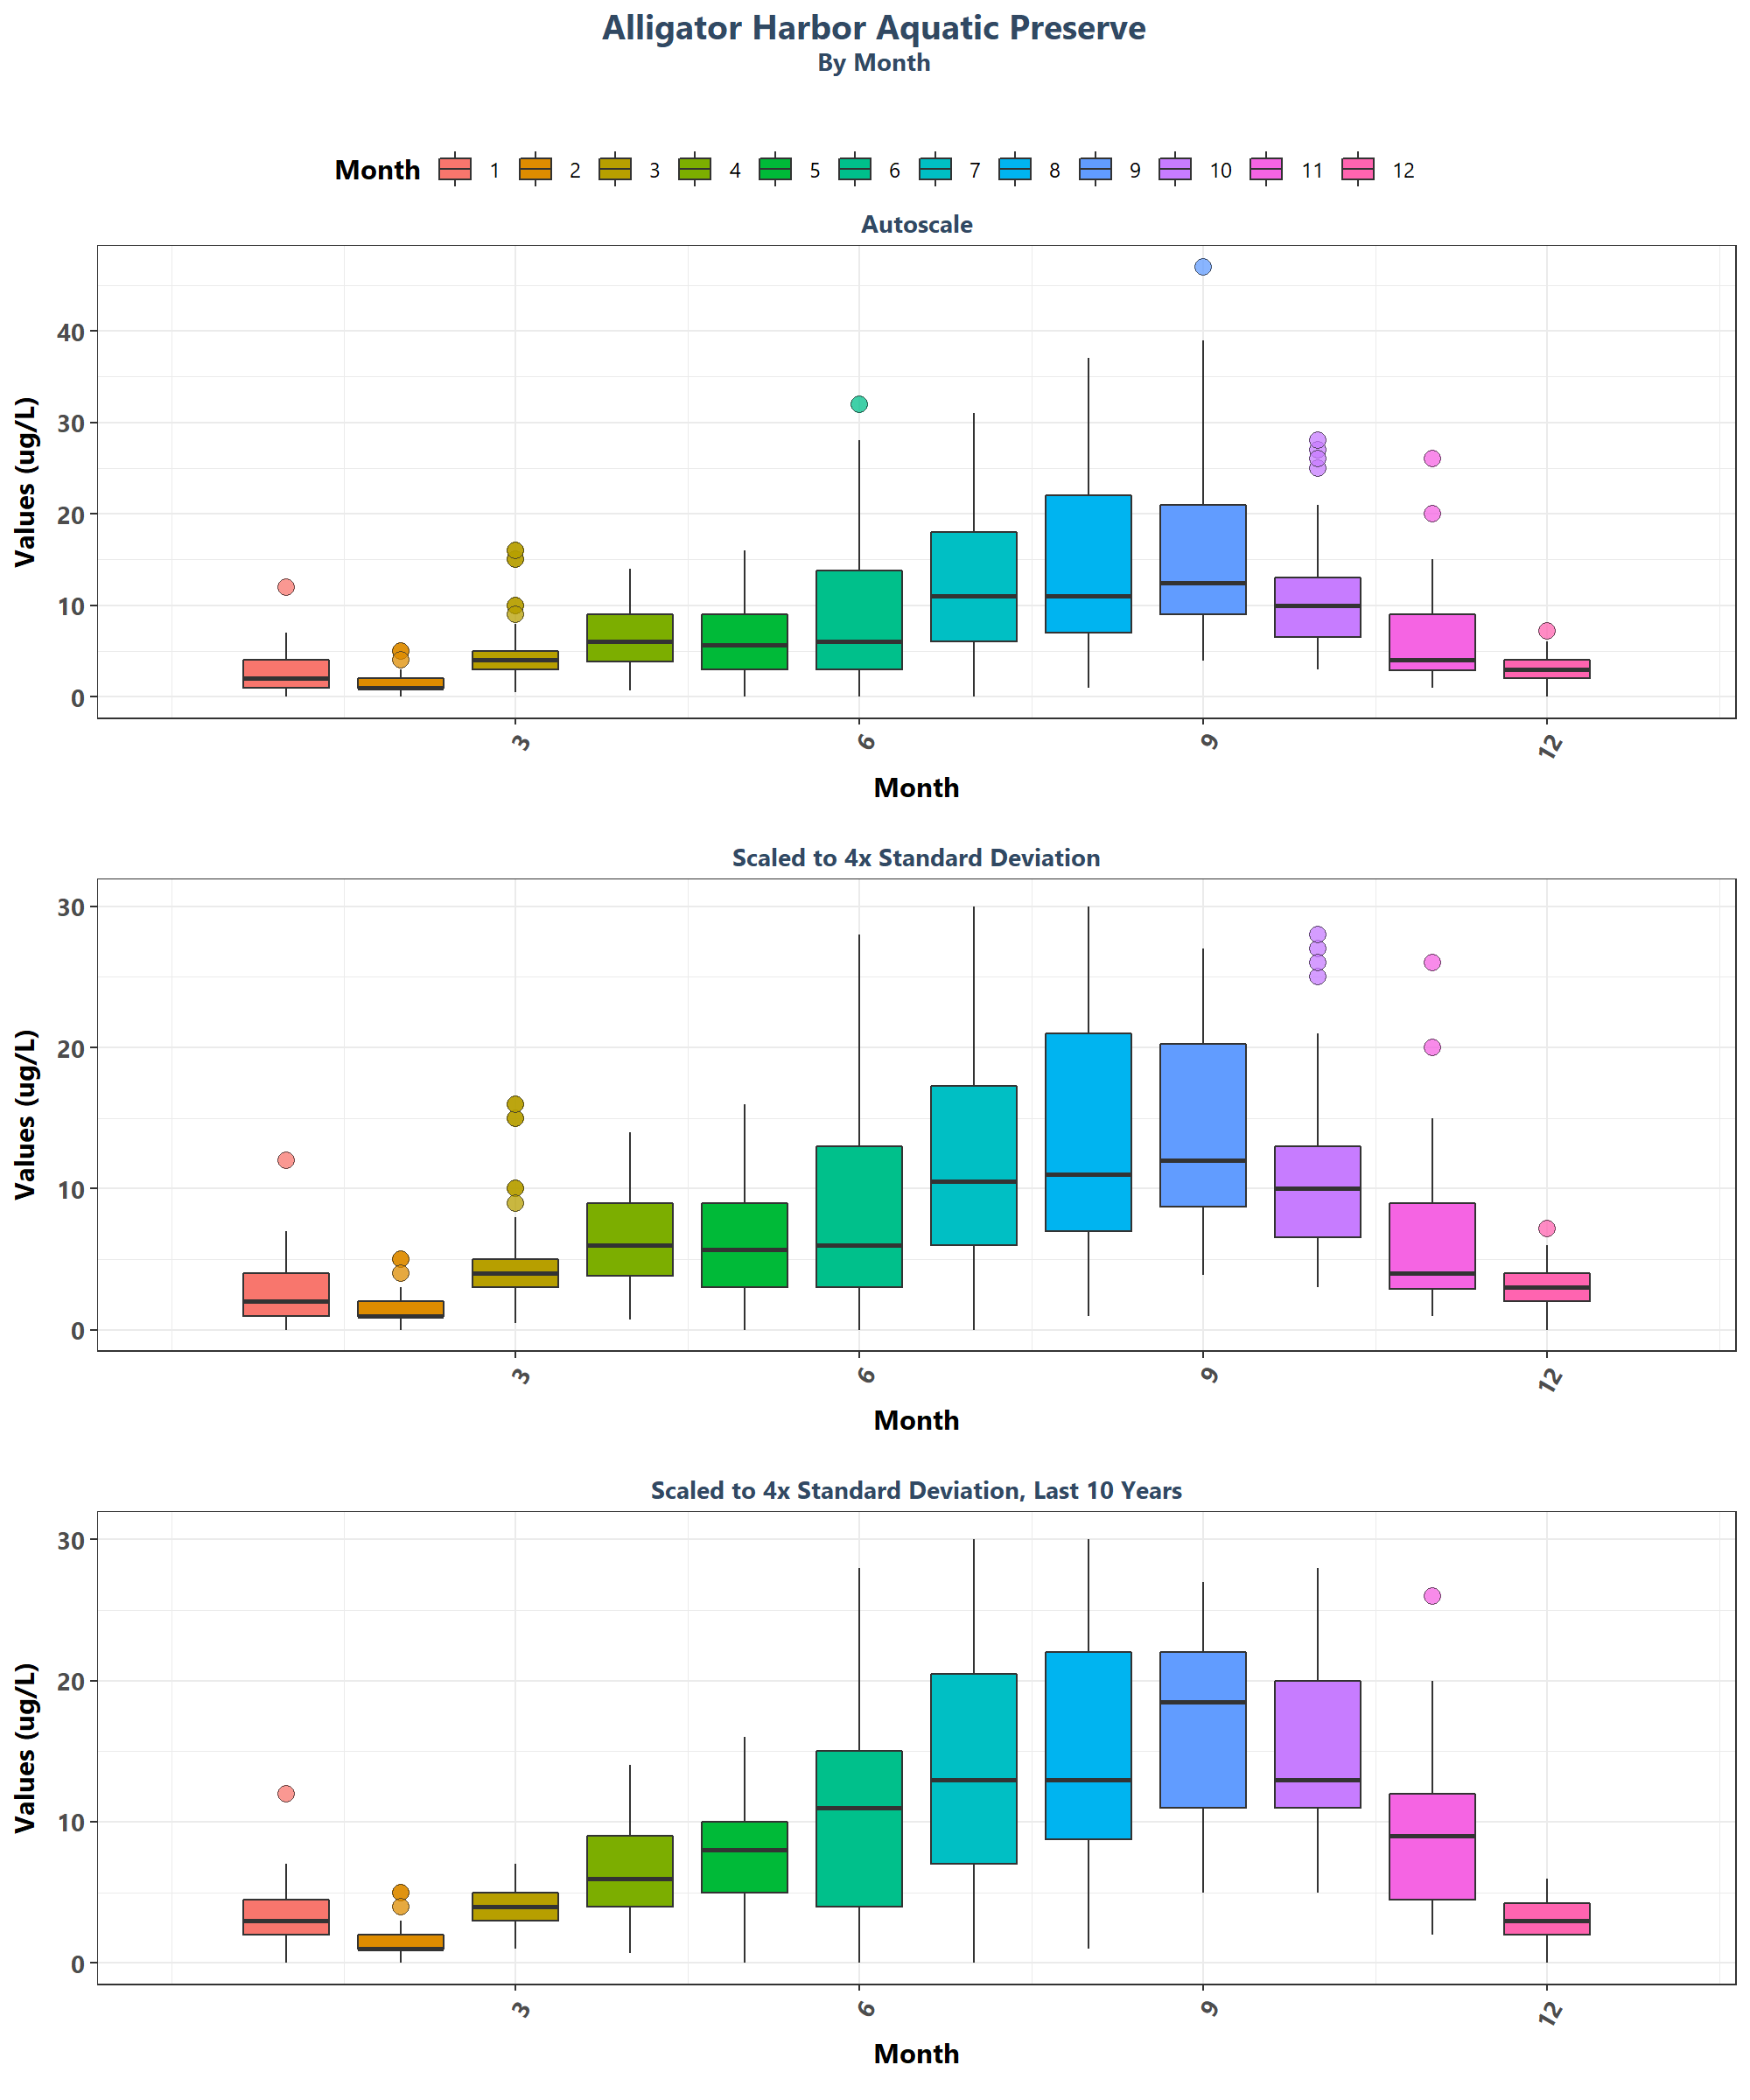 Alligator Harbor Aquatic Preserve
By Month
Month 1 2 3 4 5 6 7 8 9 10 11 12
Autoscale
Values (ug/L)
40
30
20
10
0
3 6 9 12
Month
Scaled to 4x Standard Deviation
Values (ug/L)
30
20
10
0
3 6 9 12
Month
Scaled to 4x Standard Deviation, Last 10 Years
Values (ug/L)
30
20
10
0
3 6 9 12
Month